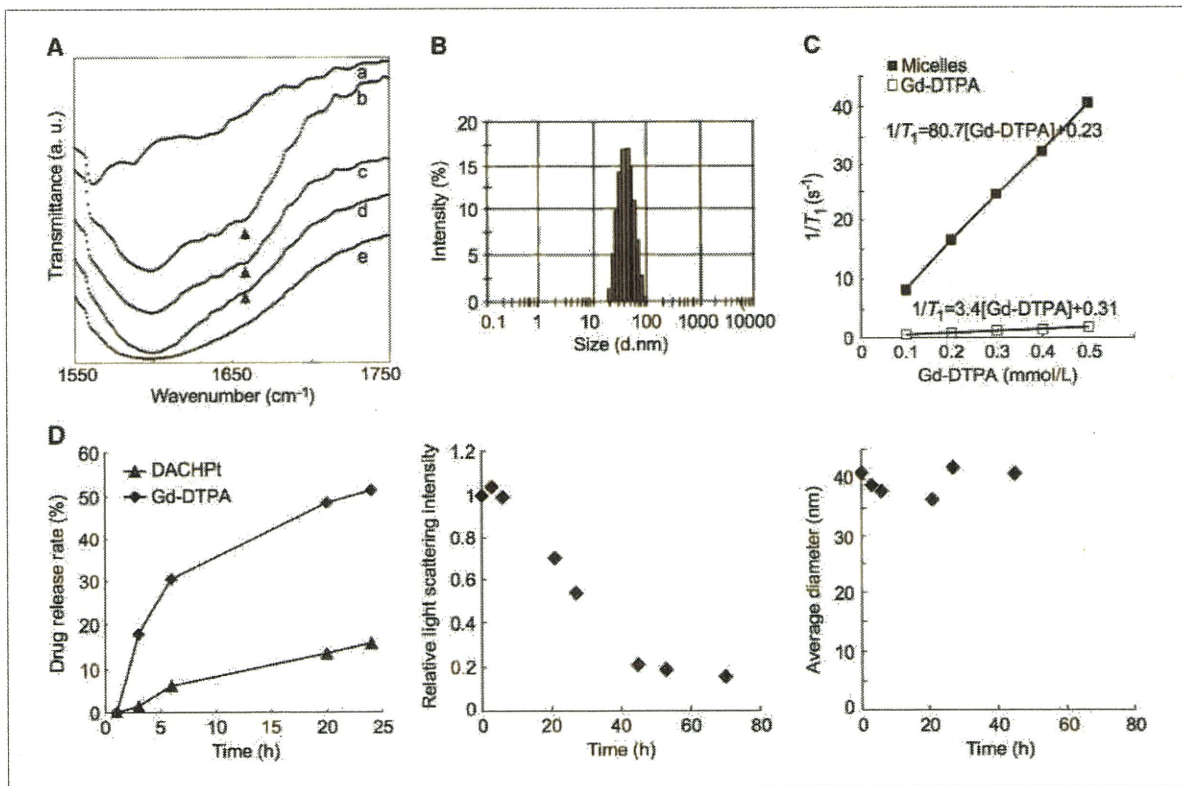 A
Transmittance (a. u.)
a
b
c
d
e
1550 1650 1750
Wavenumber (cm-1)
B
Intensity (%)
20
15
10
5
0
0.1 1 10 100 1000 10000
Size (d.nm)
C
Micelles
Gd-DTPA
1/T1 (s-1)
40
30
20
10
0
1/T1=80.7[Gd-DTPA]+0.23
1/T1=3.4[Gd-DTPA]+0.31
0 0.1 0.2 0.3 0.4 0.5
Gd-DTPA (mmol/L)
D
Drug release rate (%)
60
50
40
30
20
10
0
DACHPt
Gd-DTPA
0 5 10 15 20 25
Time (h)
Relative light scattering intensity
1.2
1
0.8
0.6
0.4
0.2
0
0 20 40 60 80
Time (h)
Average diameter (nm)
40
30
20
10
0
0 20 40 60 80
Time (h)